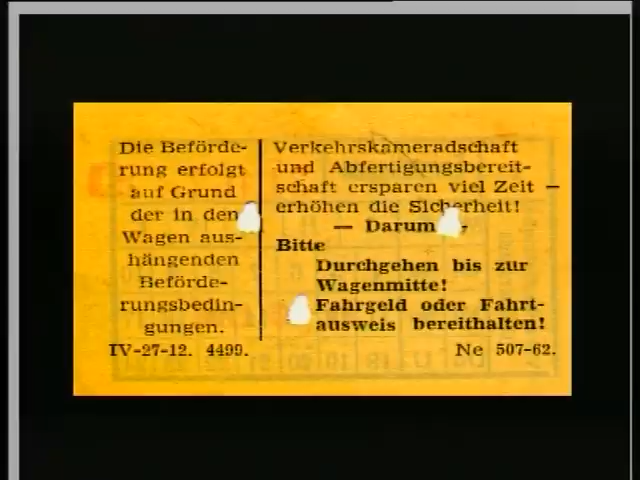 Die Beförde-
rung erfolgt
auf Grund
der in den
Wagen aus-
hängenden
Beförde-
rungsbedin-
gungen.
Verkehrskameradschaft
und Abfertigungsbereit-
schaft ersparen viel Zeit —
erhöhen die Sicherheit!
— Darum ,
Bitte
Durchgehen bis zur
Wagenmitte!
Fahrgeld oder Fahrt-
ausweis bereithalten!
IV-27-12. 4499.
Ne 507-62.